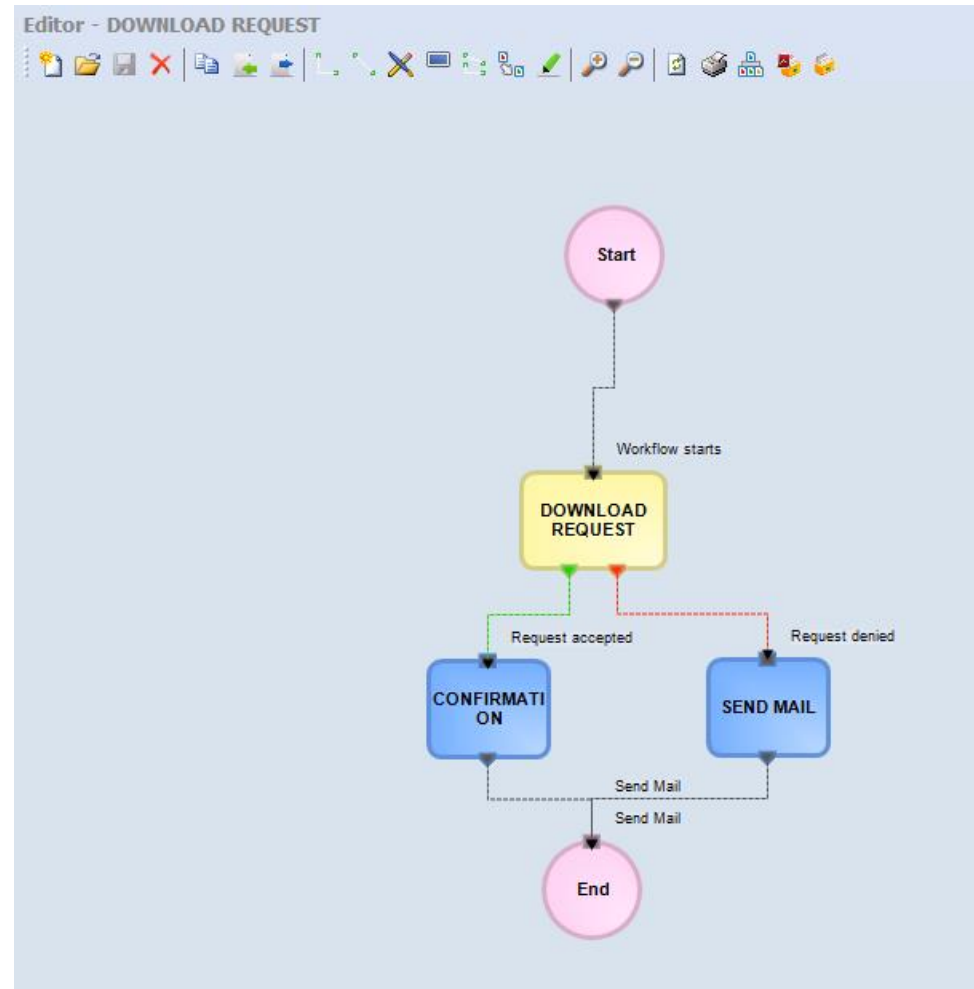 Editor - DOWNLOAD REQUEST
Start
Workflow starts
DOWNLOAD
REQUEST
Request accepted
Request denied
CONFIRMATI
ON
SEND MAIL
Send Mail
Send Mail
End